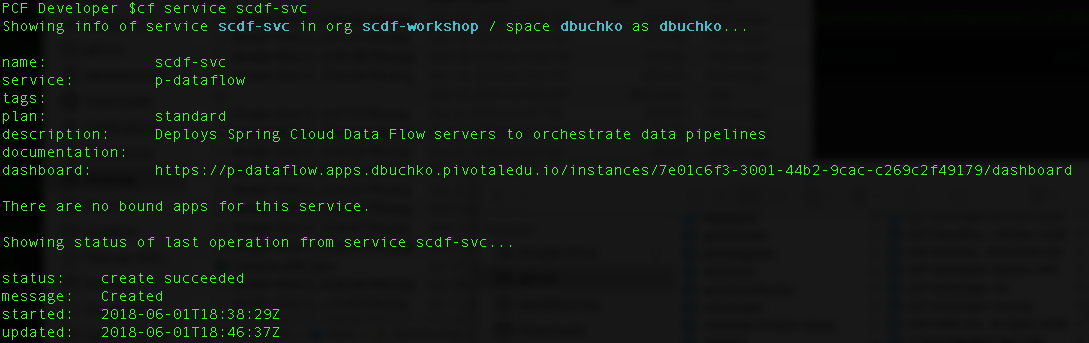 PCF Developer $cf service scdf-svc
Showing info of service scdf-svc in org scdf-workshop / space dbuchko as dbuchko...
name: scdf-svc
service: p-dataflow
tags:
plan: standard
description: Deploys Spring Cloud Data Flow servers to orchestrate data pipelines
documentation:
dashboard: https://p-dataflow.apps.dbuchko.pivotaledu.io/instances/7e01c6f3-3001-44b2-9cac-c269c2f49179/dashboard
There are no bound apps for this service.
Showing status of last operation from service scdf-svc...
status: create succeeded
message: Created
started: 2018-06-01T18:38:29Z
updated: 2018-06-01T18:46:37Z